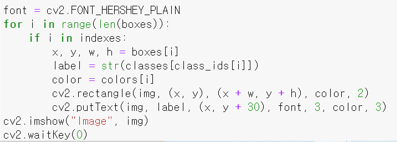 font = cv2.FONT_HERSHEY_PLAIN
for i in range(len(boxes)):
    if i in indexes:
        x, y, w, h = boxes[i]
        label = str(classes[class_ids[i]])
        color = colors[i]
        cv2.rectangle(img, (x, y), (x + w, y + h), color, 2)
        cv2.putText(img, label, (x, y + 30), font, 3, color, 3)
cv2.imshow("Image", img)
cv2.waitKey(0)